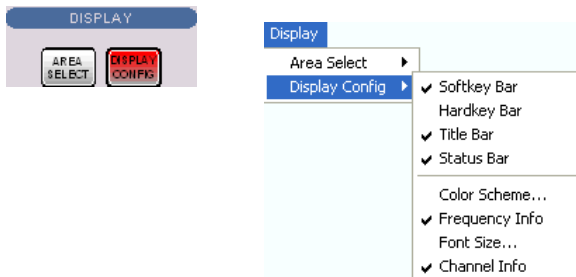 DISPLAY
AREA
SELECT
DISPLAY
CONFIG
Display
Area Select
Display Config
Softkey Bar
Hardkey Bar
Title Bar
Status Bar
Color Scheme...
Frequency Info
Font Size...
Channel Info